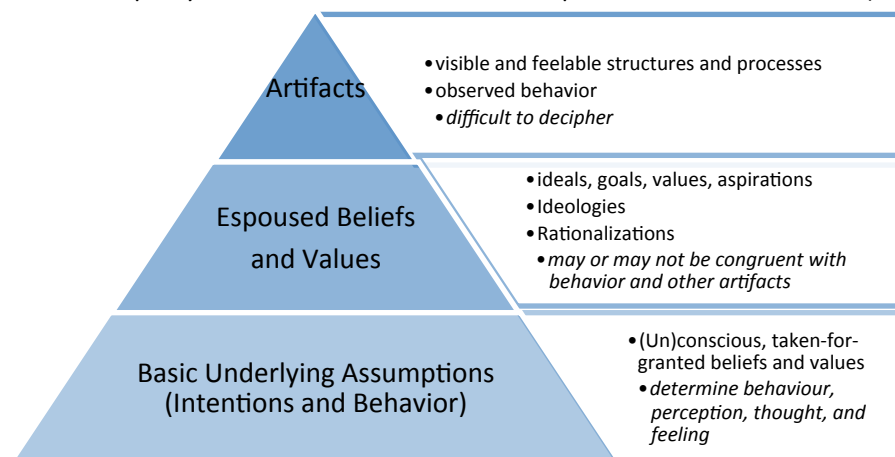 Artifacts
•visible and feelable structures and processes
•observed behavior
•difficult to decipher
Espoused Beliefs
and Values
•ideals, goals, values, aspirations
•Ideologies
•Rationalizations
•may or may not be congruent with
behavior and other artifacts
Basic Underlying Assumptions
(Intentions and Behavior)
•(Un)conscious, taken-for-
granted beliefs and values
•determine behaviour,
perception, thought, and
feeling